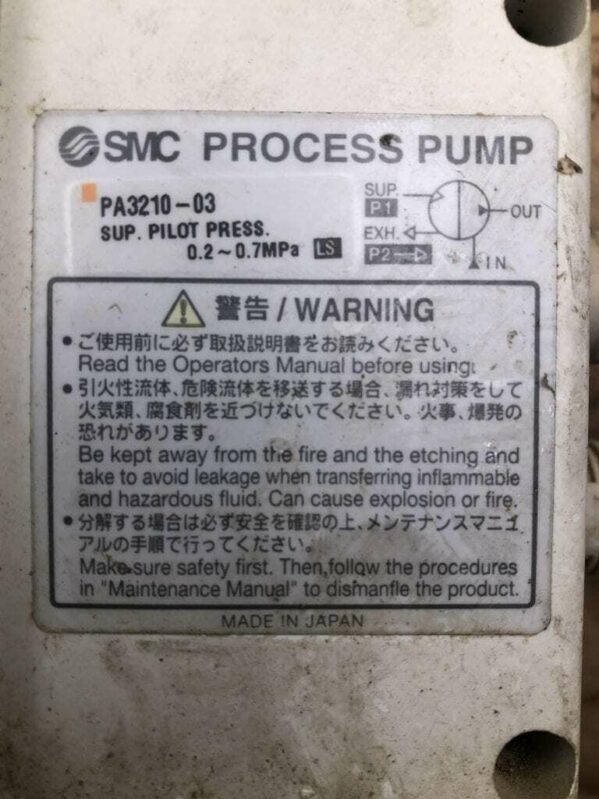 SMC PROCESS PUMP
PA3210-03
SUP. PILOT PRESS.
0.2~0.7MPa LS
SUP.
P1
EXH.
P2
OUT
IN
警告 / WARNING
• ご使用前に必ず取扱説明書をお読みください。
Read the Operators Manual before using.
• 引火性流体、危険流体を移送する場合、漏れ対策をして
火気類、腐食剤を近づけないでください。火事、爆発の
恐れがあります。
Be kept away from the fire and the etching and
take to avoid leakage when transferring inflammable
and hazardous fluid. Can cause explosion or fire.
• 分解する場合は必ず安全を確認の上、メンテナンスマニュ
アルの手順で行ってください。
Make sure safety first. Then,follow the procedures
in "Maintenance Manual" to dismantle the product.
MADE IN JAPAN